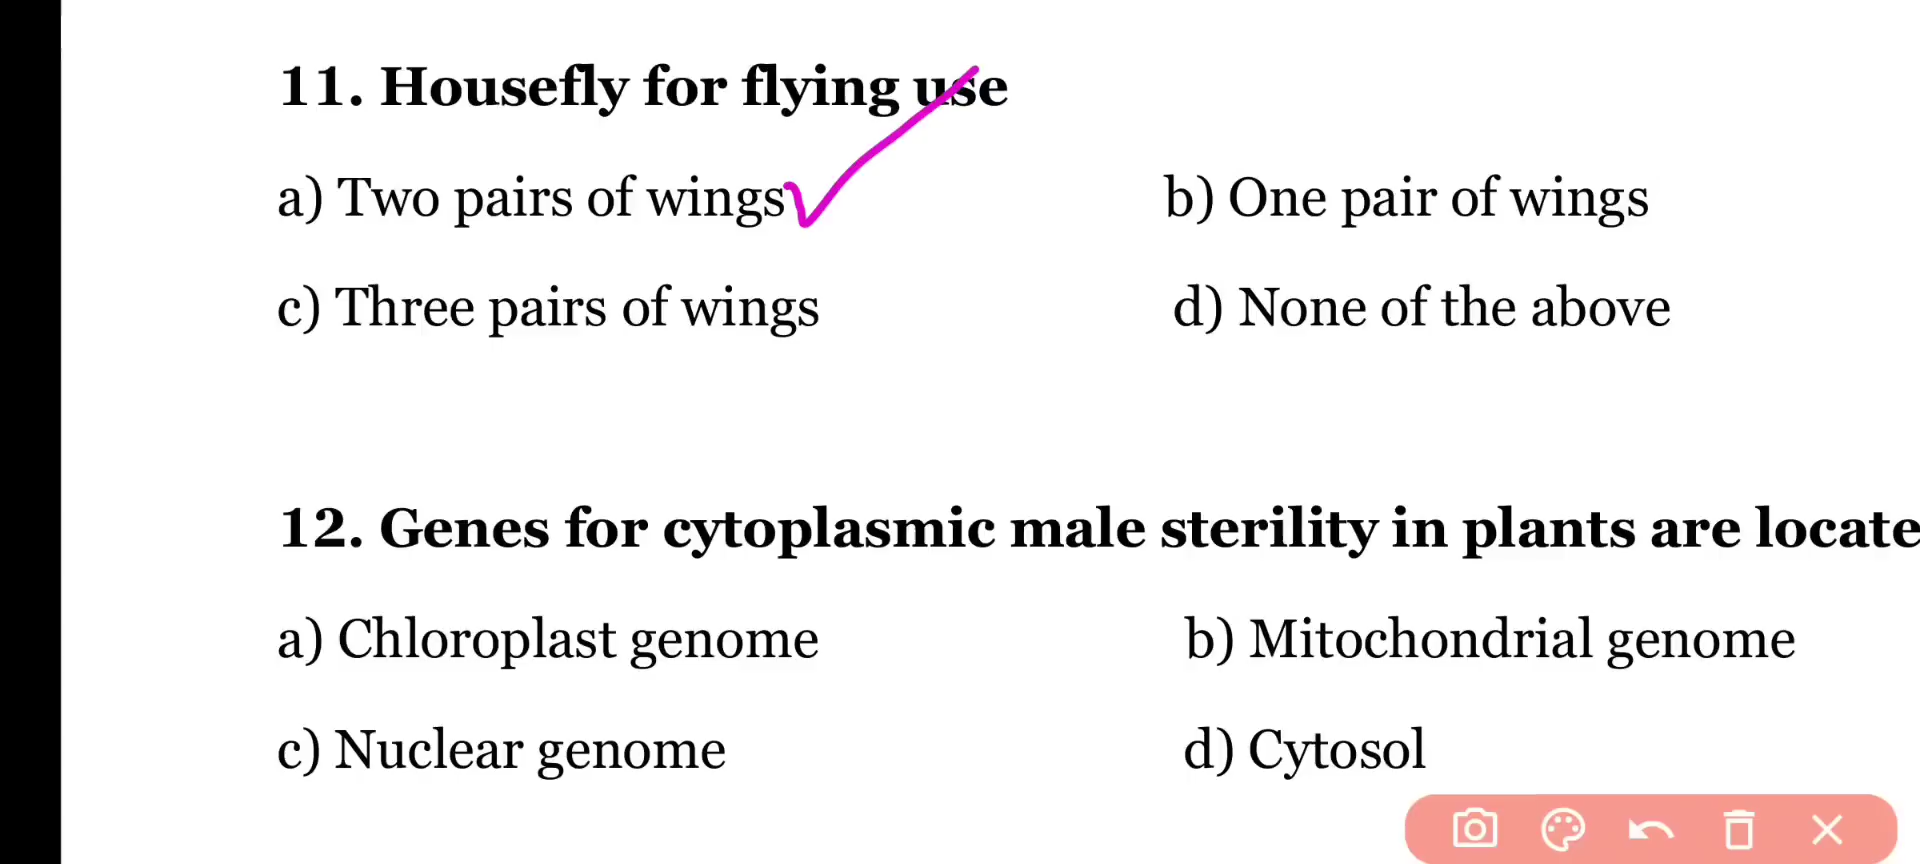 11. Housefly for flying use
a) Two pairs of wings b) One pair of wings
c) Three pairs of wings d) None of the above
12. Genes for cytoplasmic male sterility in plants are locate
a) Chloroplast genome b) Mitochondrial genome
c) Nuclear genome d) Cytosol